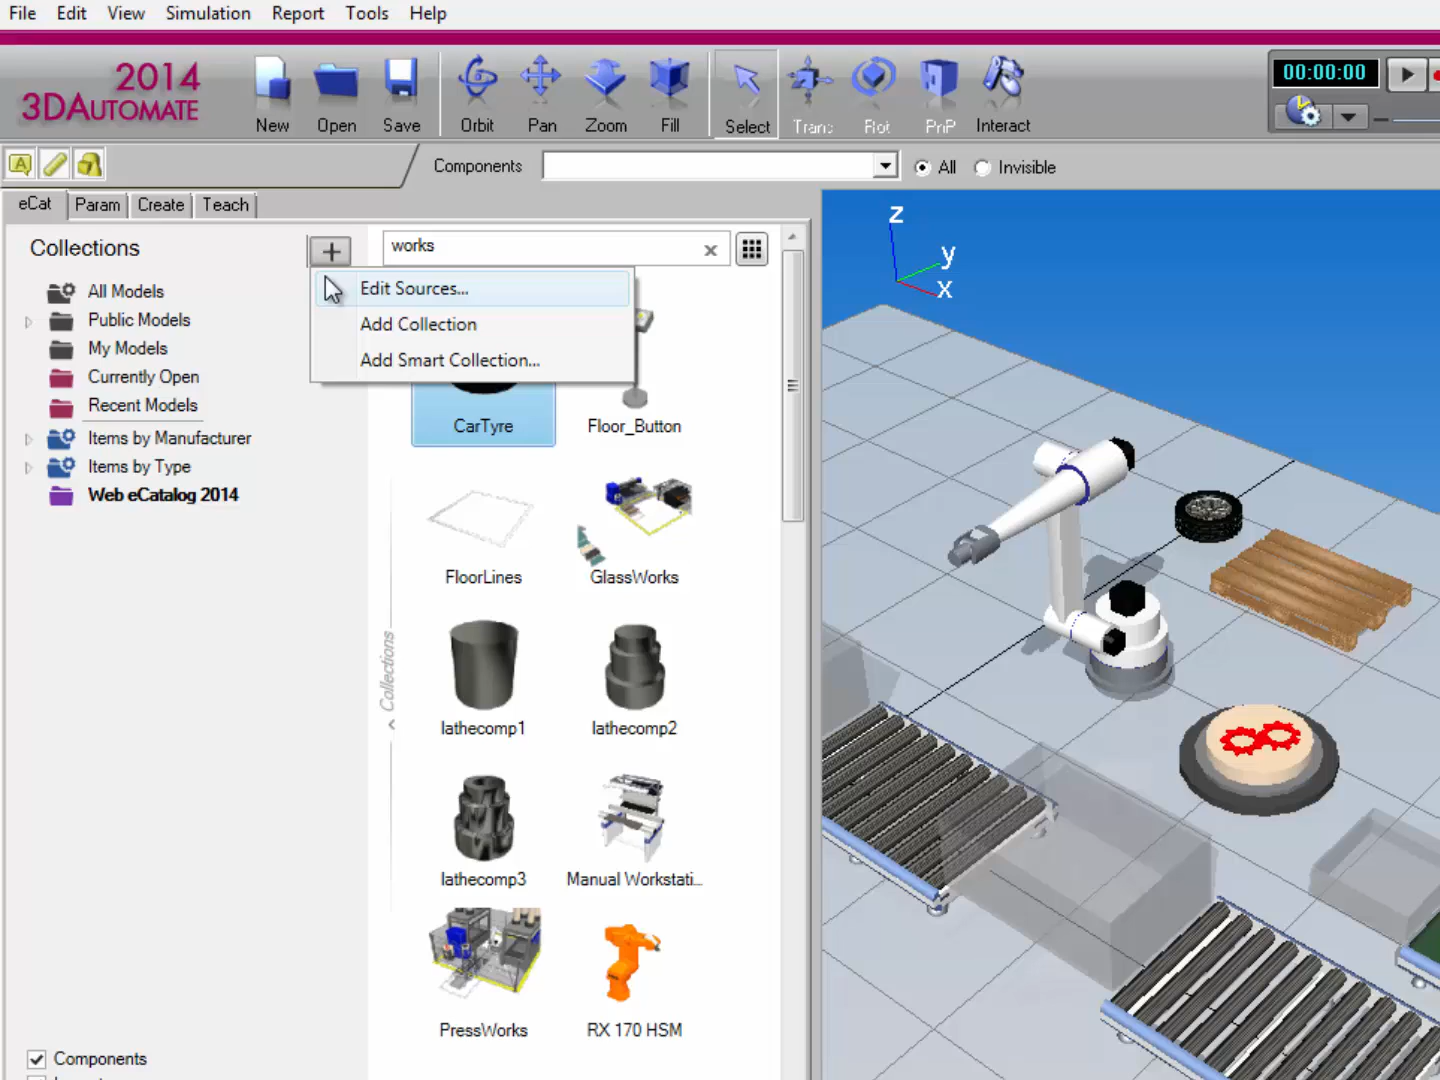 File Edit View Simulation Report Tools Help
2014
3DAUTOMATE
New Open Save Orbit Pan Zoom Fill Select Trans Rot PnP Interact
00:00:00
A
Components
All Invisible
eCat Param Create Teach
Collections
+
works
x
Edit Sources...
Add Collection
Add Smart Collection...
All Models
Public Models
My Models
Currently Open
Recent Models
Items by Manufacturer
Items by Type
Web eCatalog 2014
CarTyre Floor_Button
FloorLines GlassWorks
Collections
lathecomp1 lathecomp2
lathecomp3 Manual Workstati...
PressWorks RX 170 HSM
Components
z
y
x